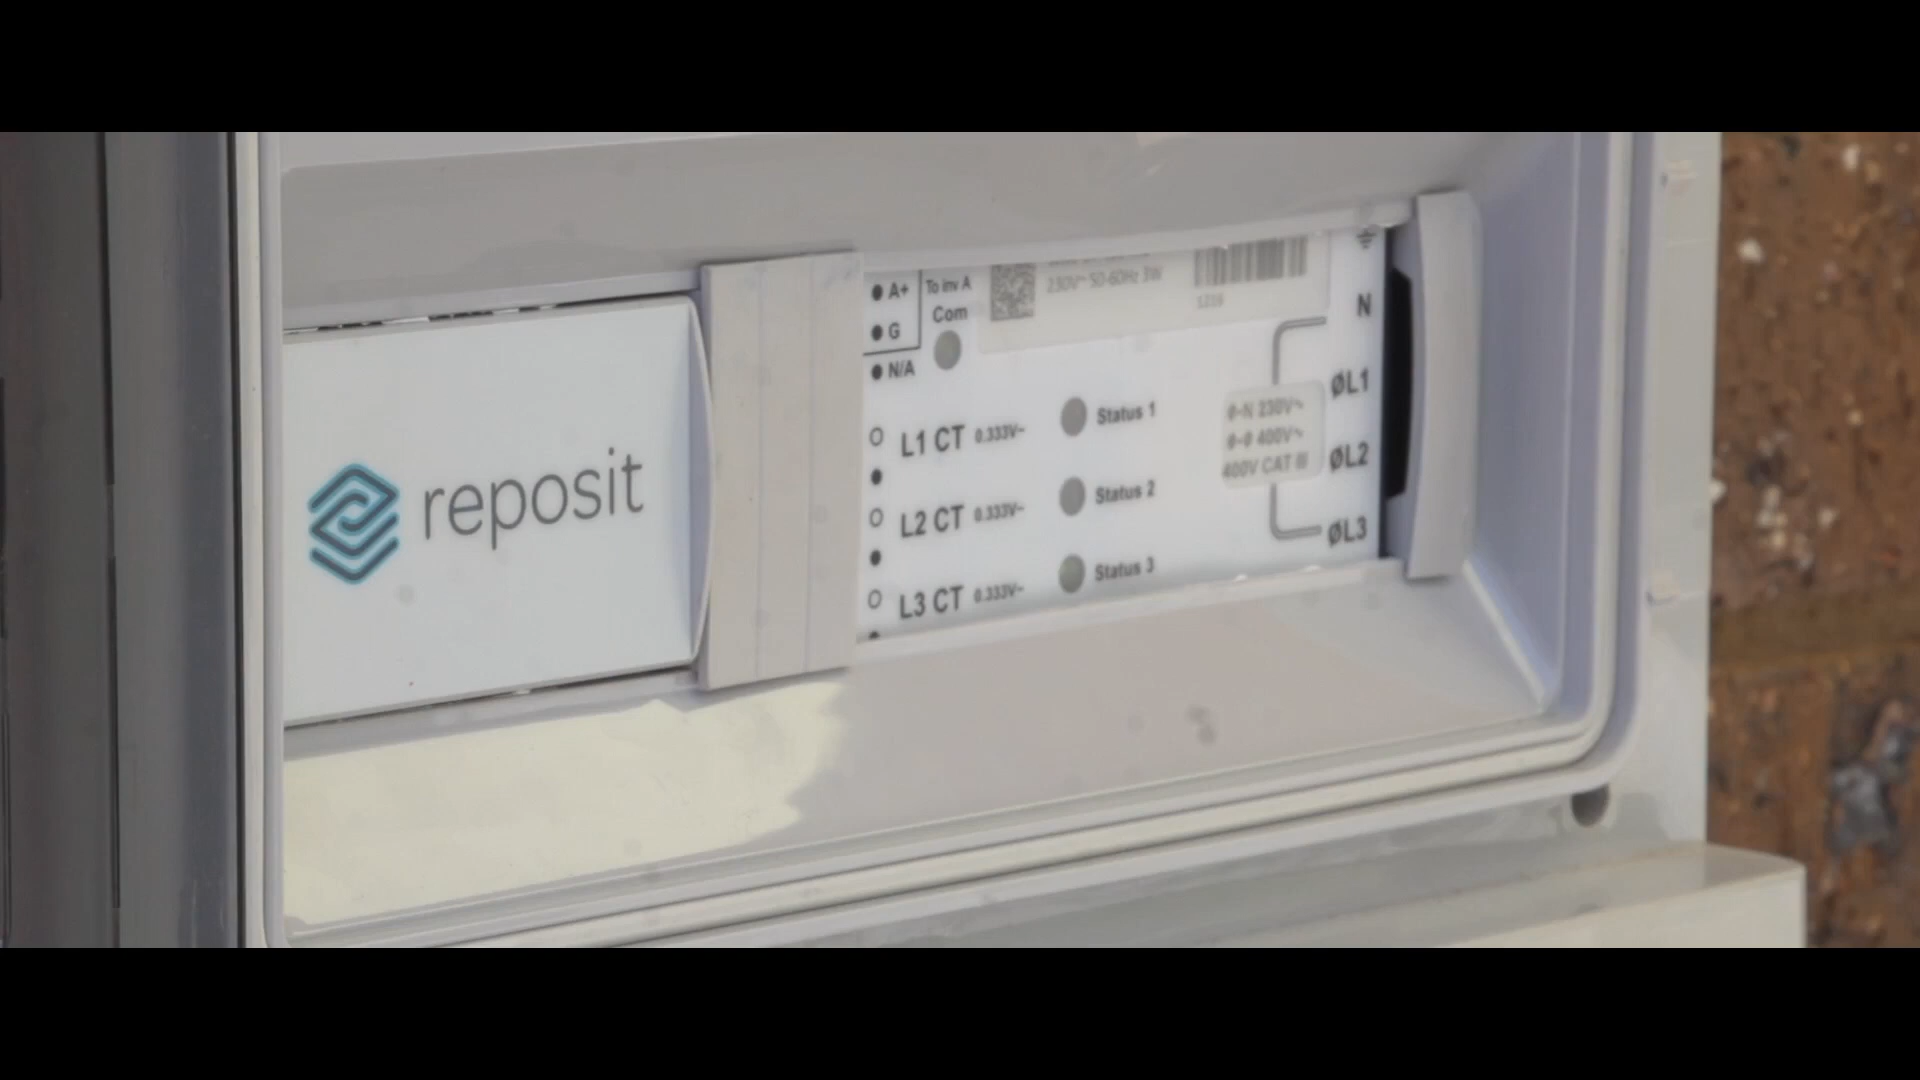 reposit
A+
G
N/A
To inv A
Com
230V~ 50-60Hz 3W
L1 CT 0.333V~
L2 CT 0.333V~
L3 CT 0.333V~
Status 1
Status 2
Status 3
N
ØL1
ØL2
ØL3
Φ-N 230V~
Φ-Φ 400V~
400V CAT III